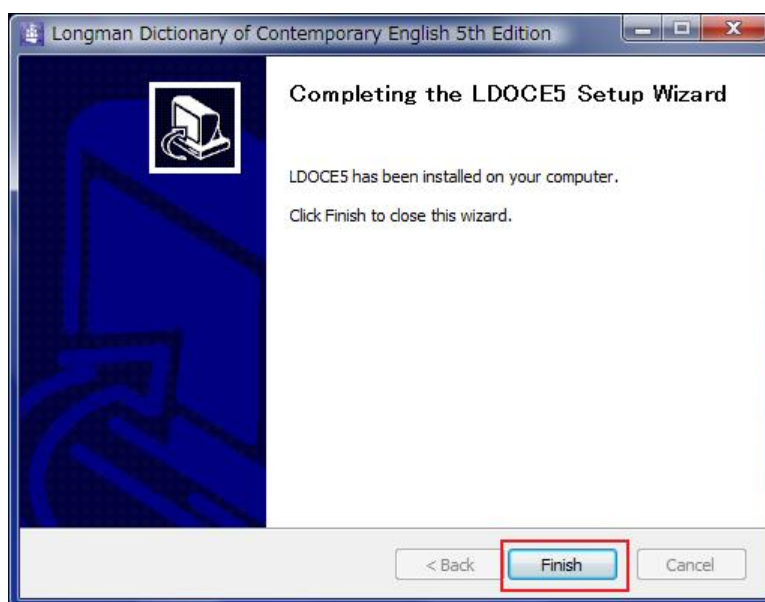 Longman Dictionary of Contemporary English 5th Edition
Completing the LDOCE5 Setup Wizard
LDOCE5 has been installed on your computer.
Click Finish to close this wizard.
< Back Finish Cancel